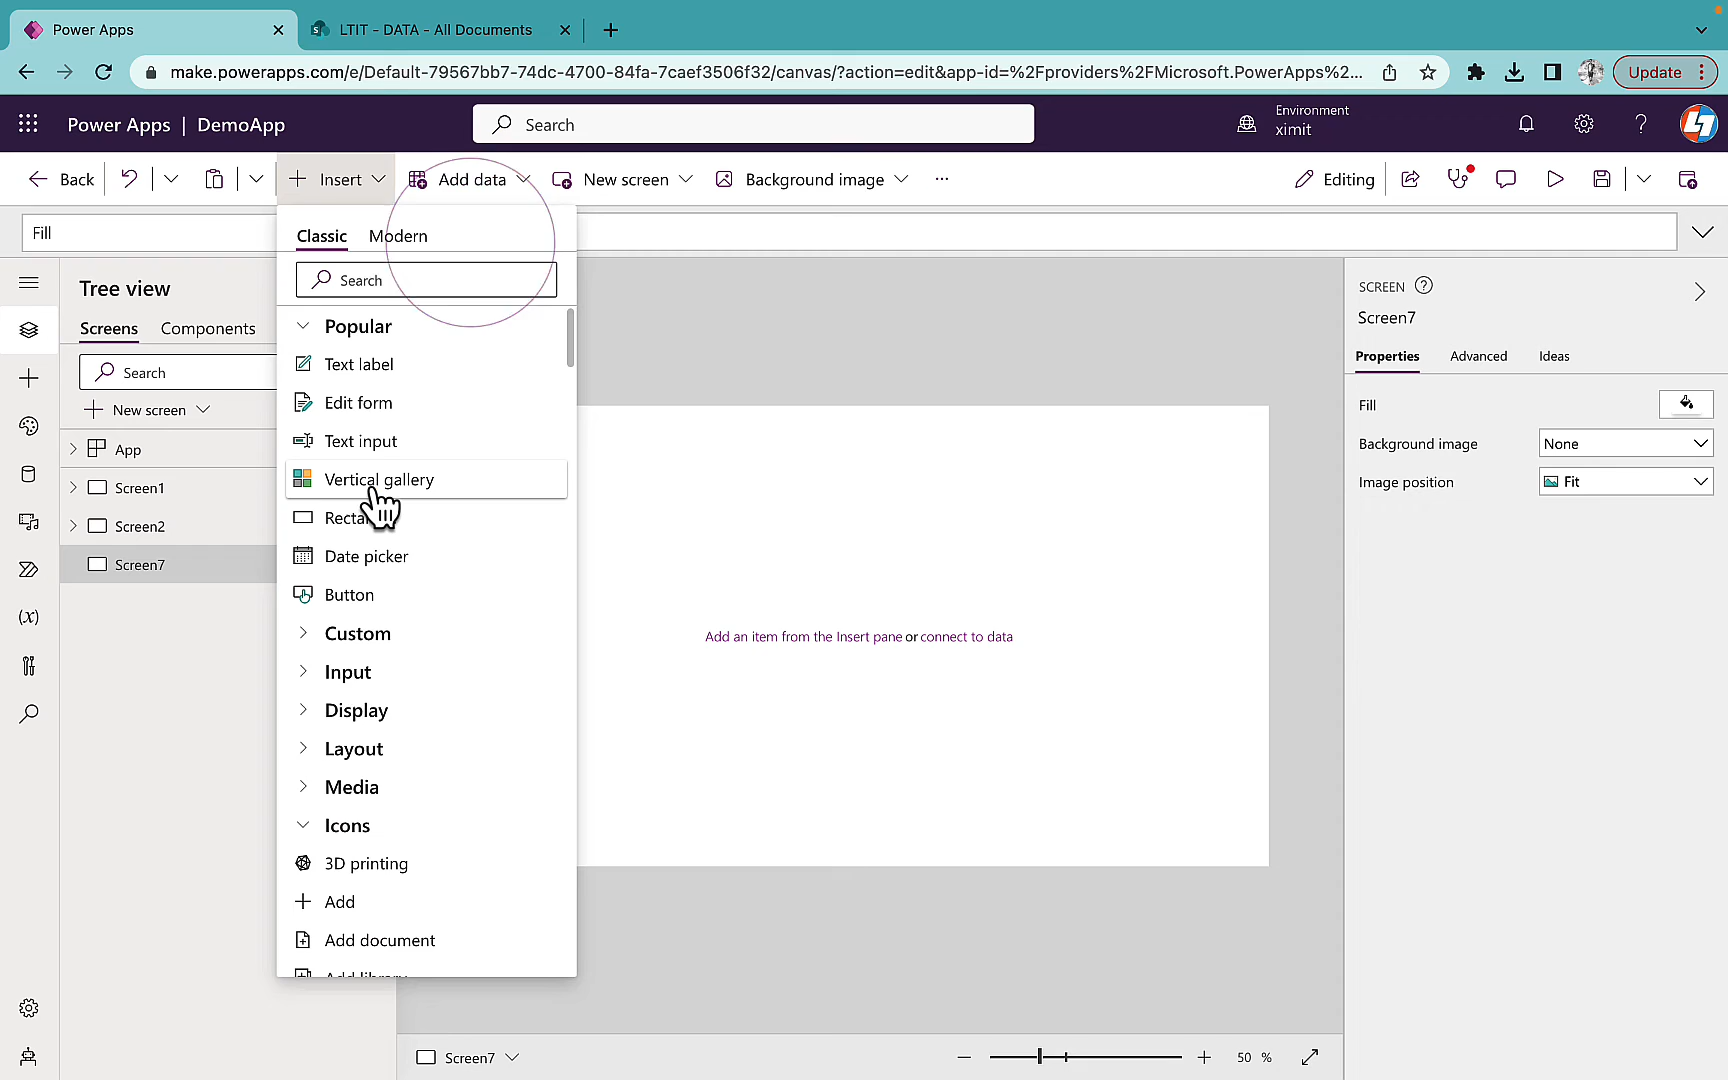 Power Apps
LTIT - DATA - All Documents
make.powerapps.com/e/Default-79567bb7-74dc-4700-84fa-7caef3506f32/canvas/?action=edit&app-id=%2Fproviders%2FMicrosoft.PowerApps%2...
Update
Power Apps | DemoApp
Search
Environment
ximit
Back
Insert
Add data
New screen
Background image
...
Editing
Fill
Classic
Modern
Search
Tree view
Screens
Components
Search
New screen
App
Screen1
Screen2
Screen7
Popular
Text label
Edit form
Text input
Vertical gallery
Date picker
Button
Custom
Input
Display
Layout
Media
Icons
3D printing
Add
Add document
Add library
Add an item from the Insert pane or connect to data
SCREEN
Screen7
Properties
Advanced
Ideas
Fill
Background image
None
Image position
Fit
Screen7
50 %